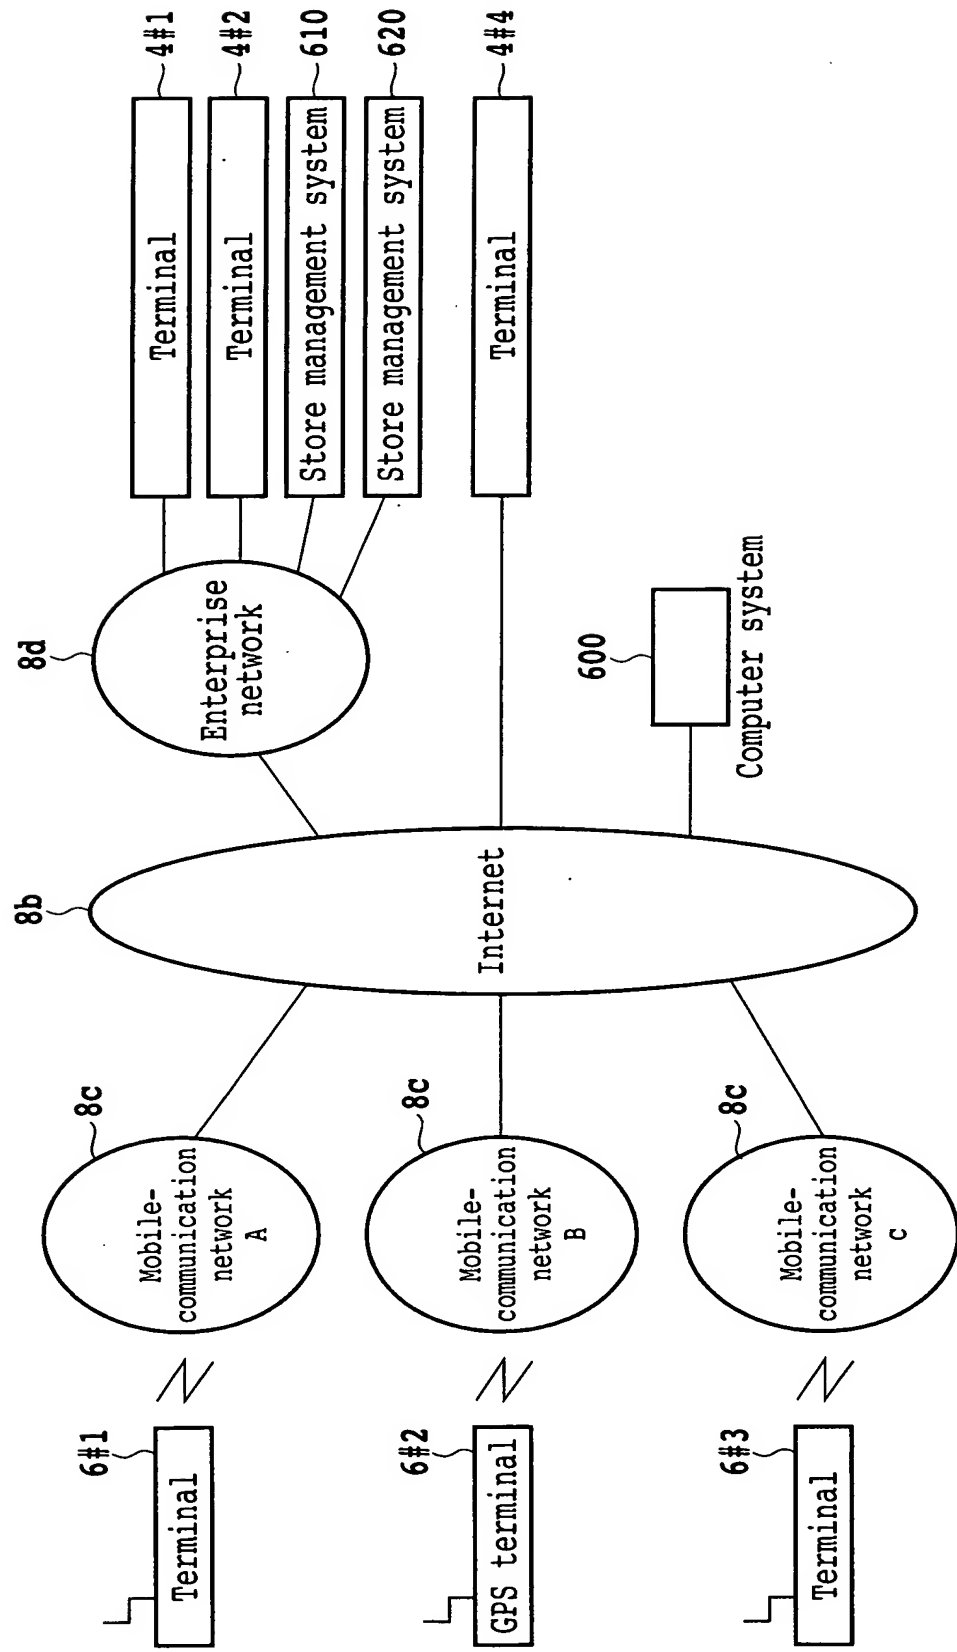 4#1
Terminal
4#2
Terminal
610
Store management system
620
Store management system
4#4
Terminal
8d
Enterprise
network
600
Computer system
8b
Internet
8c
Mobile-
communication
network
A
8c
Mobile-
communication
network
B
8c
Mobile-
communication
network
C
6#1
Terminal
6#2
GPS terminal
6#3
Terminal